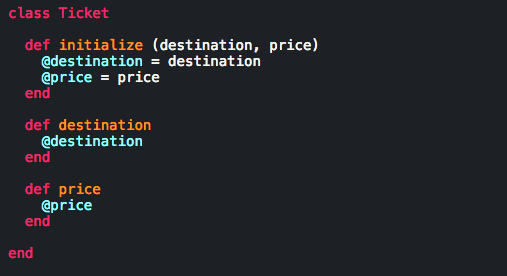 class Ticket
  def initialize (destination, price)
    @destination = destination
    @price = price
  end
  def destination
    @destination
  end
  def price
    @price
  end
end